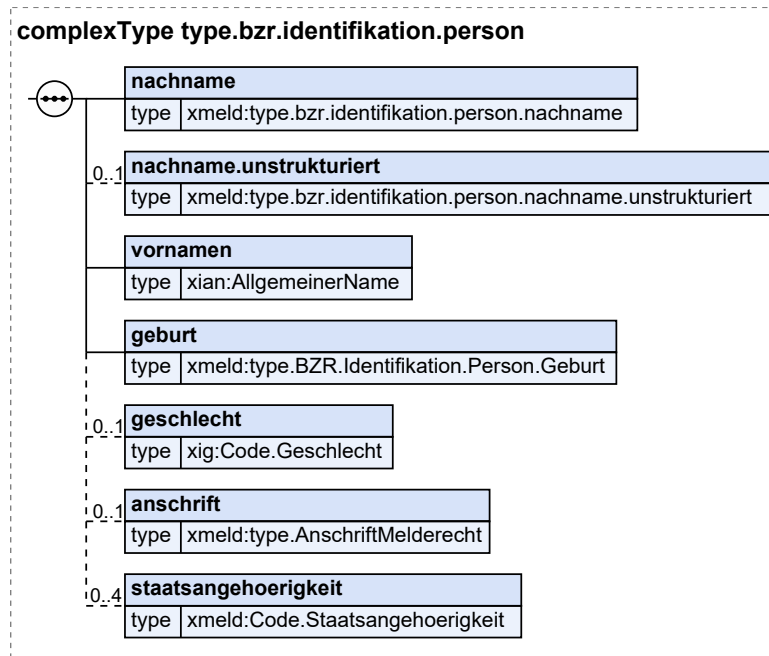 complexType type.bzr.identifikation.person
nachname
type xmeld:type.bzr.identifikation.person.nachname
0..1 nachname.unstrukturiert
type xmeld:type.bzr.identifikation.person.nachname.unstrukturiert
vornamen
type xian:AllgemeinerName
geburt
type xmeld:type.BZR.Identifikation.Person.Geburt
0..1 geschlecht
type xig:Code.Geschlecht
0..1 anschrift
type xmeld:type.AnschriftMelderecht
0..4 staatsangehoerigkeit
type xmeld:Code.Staatsangehoerigkeit